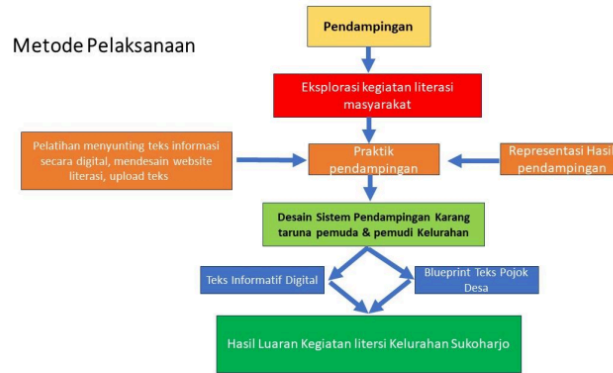 Metode Pelaksanaan
Pendampingan
Eksplorasi kegiatan literasi
masyarakat
Pelatihan menyunting teks informasi
secara digital, mendesain website
literasi, upload teks
Praktik
pendampingan
Representasi Hasil
pendampingan
Desain Sistem Pendampingan Karang
taruna pemuda & pemudi Kelurahan
Teks Informatif Digital
Blueprint Teks Pojok
Desa
Hasil Luaran Kegiatan litersi Kelurahan Sukoharjo